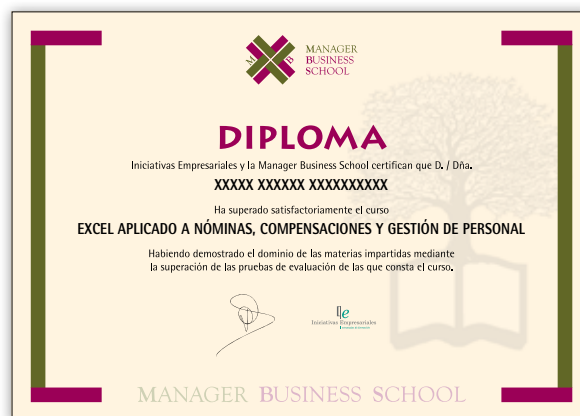 M B
MANAGER
BUSINESS
SCHOOL
DIPLOMA
Iniciativas Empresariales y la Manager Business School certifican que D. / Dña.
XXXXX XXXXXX XXXXXXXXXX
Ha superado satisfactoriamente el curso
EXCEL APLICADO A NÓMINAS, COMPENSACIONES Y GESTIÓN DE PERSONAL
Habiendo demostrado el dominio de las materias impartidas mediante
la superación de las pruebas de evaluación de las que consta el curso.
Ie
Iniciativas Empresariales
MANAGER BUSINESS SCHOOL